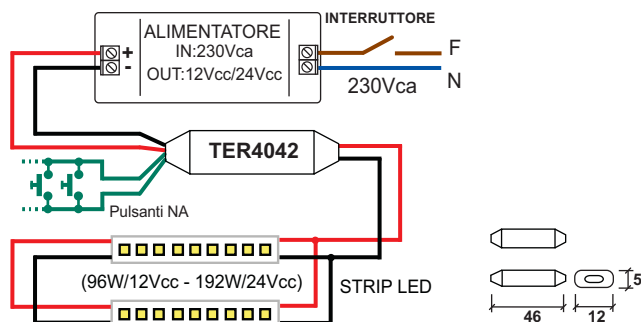 ALIMENTATORE
IN:230Vca
OUT:12Vcc/24Vcc
+
-
INTERRUTTORE
F
N
230Vca
TER4042
Pulsanti NA
(96W/12Vcc - 192W/24Vcc)
STRIP LED
5
46
12